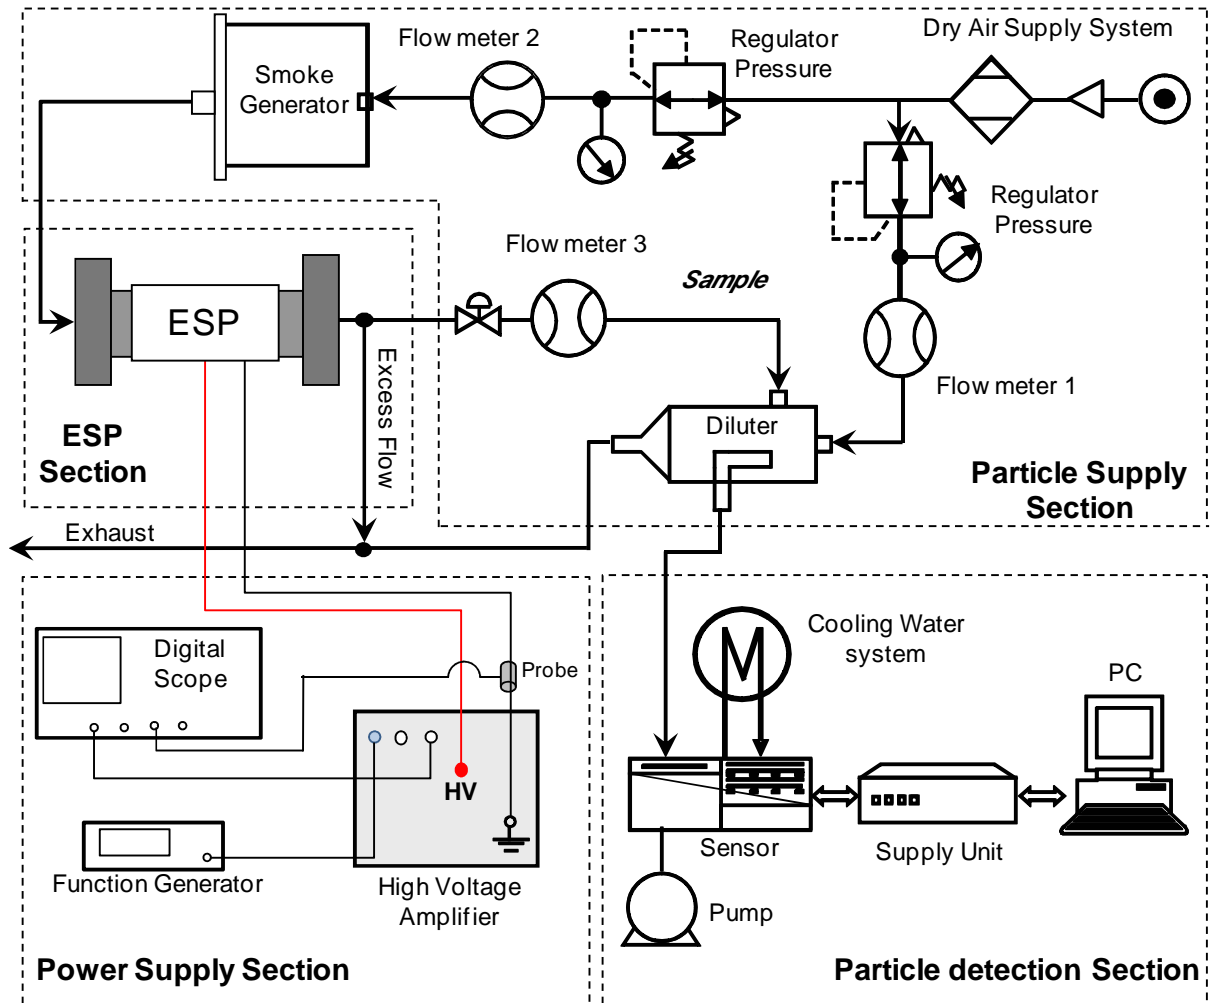 Flow meter 2
Regulator
Pressure
Dry Air Supply System
Smoke
Generator
Regulator
Pressure
Flow meter 3
Sample
ESP
Excess Flow
Flow meter 1
Diluter
ESP
Section
Particle Supply
Section
Exhaust
Digital
Scope
Probe
Cooling Water
system
PC
HV
Sensor
Supply Unit
Function Generator
High Voltage
Amplifier
Pump
Power Supply Section
Particle detection Section